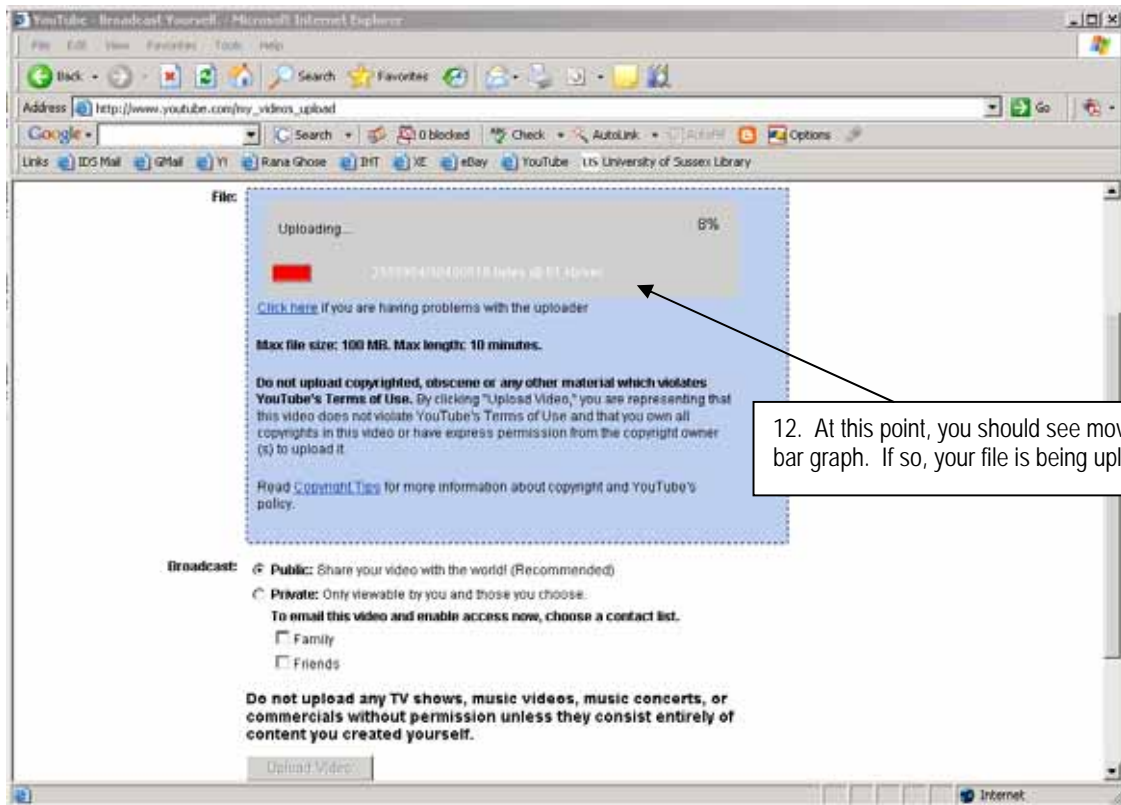 YouTube - Broadcast Yourself. - Microsoft Internet Explorer
File Edit View Favorites Tools Help
Back Search Favorites
Address http://www.youtube.com/my_videos_upload Go
Google Search 0 blocked Check AutoLink AutoFill Options
Links IDS Mail GMail Y! Rana Ghose IHT XE eBay YouTube US University of Sussex Library
File:
Uploading... 8%
bytes @
Click here if you are having problems with the uploader
Max file size: 100 MB. Max length: 10 minutes.
Do not upload copyrighted, obscene or any other material which violates
YouTube's Terms of Use. By clicking "Upload Video," you are representing that
this video does not violate YouTube's Terms of Use and that you own all
copyrights in this video or have express permission from the copyright owner
(s) to upload it.
Read Copyright Tips for more information about copyright and YouTube's
policy.
12. At this point, you should see mov
bar graph. If so, your file is being upl
Broadcast: Public: Share your video with the world! (Recommended)
Private: Only viewable by you and those you choose.
To email this video and enable access now, choose a contact list.
Family
Friends
Do not upload any TV shows, music videos, music concerts, or
commercials without permission unless they consist entirely of
content you created yourself.
Upload Video
Internet